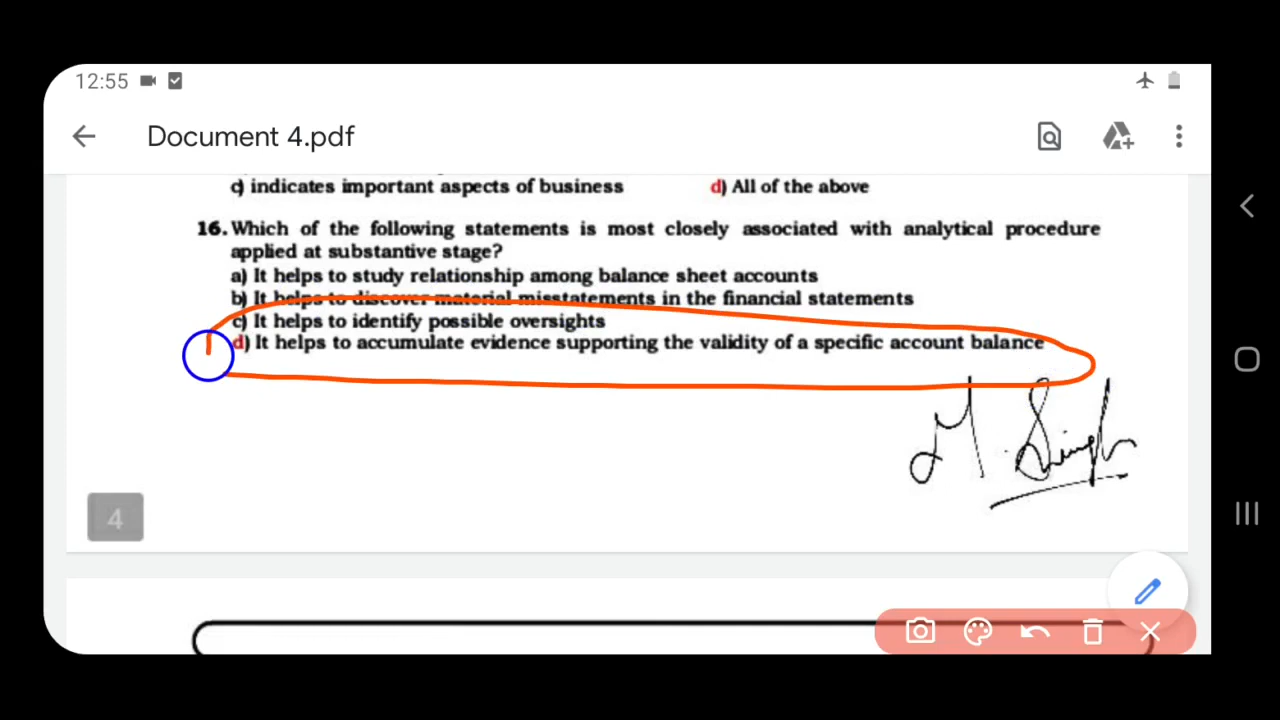 12:55
Document 4.pdf
c) indicates important aspects of business d) All of the above
16. Which of the following statements is most closely associated with analytical procedure
applied at substantive stage?
a) It helps to study relationship among balance sheet accounts
b) It helps to discover material misstatements in the financial statements
c) It helps to identify possible oversights
d) It helps to accumulate evidence supporting the validity of a specific account balance
M. Singh
4